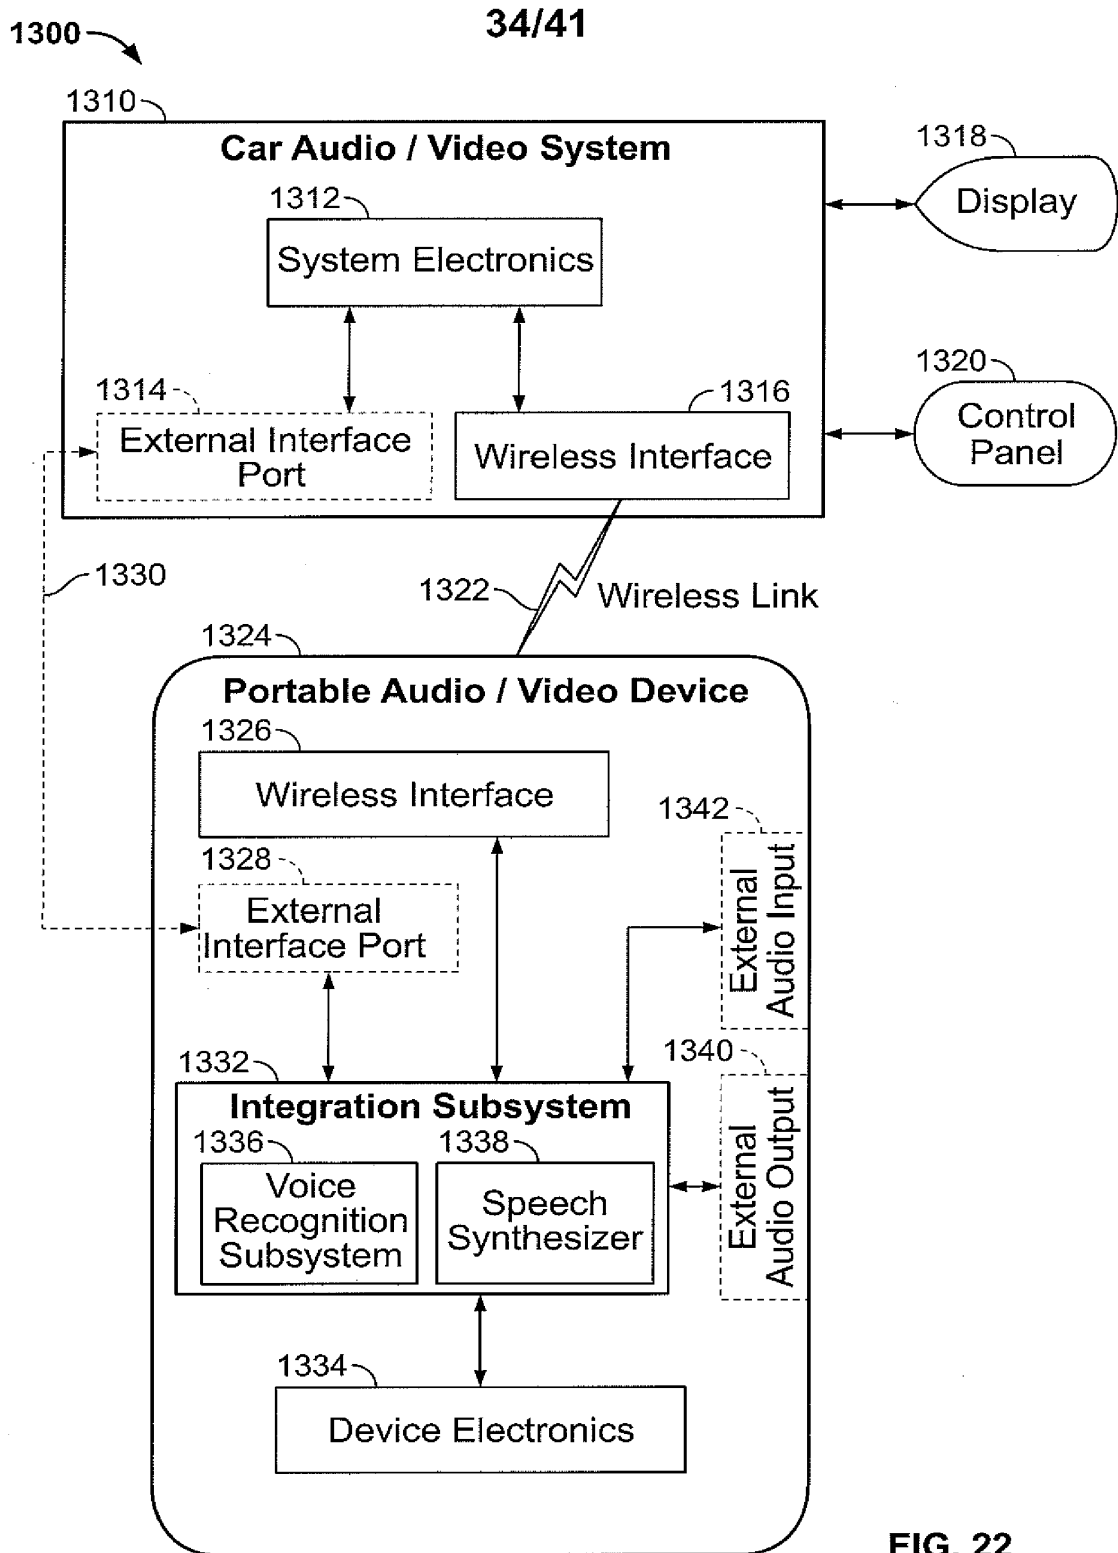 34/41
1300
1310
Car Audio / Video System
1318
Display
1312
System Electronics
1320
Control
Panel
1314
External Interface
Port
1316
Wireless Interface
1330
1322
Wireless Link
1324
Portable Audio / Video Device
1326
Wireless Interface
1342
External
Audio Input
1328
External
Interface Port
1340
External
Audio Output
1332
Integration Subsystem
1336
Voice
Recognition
Subsystem
1338
Speech
Synthesizer
1334
Device Electronics
FIG. 22